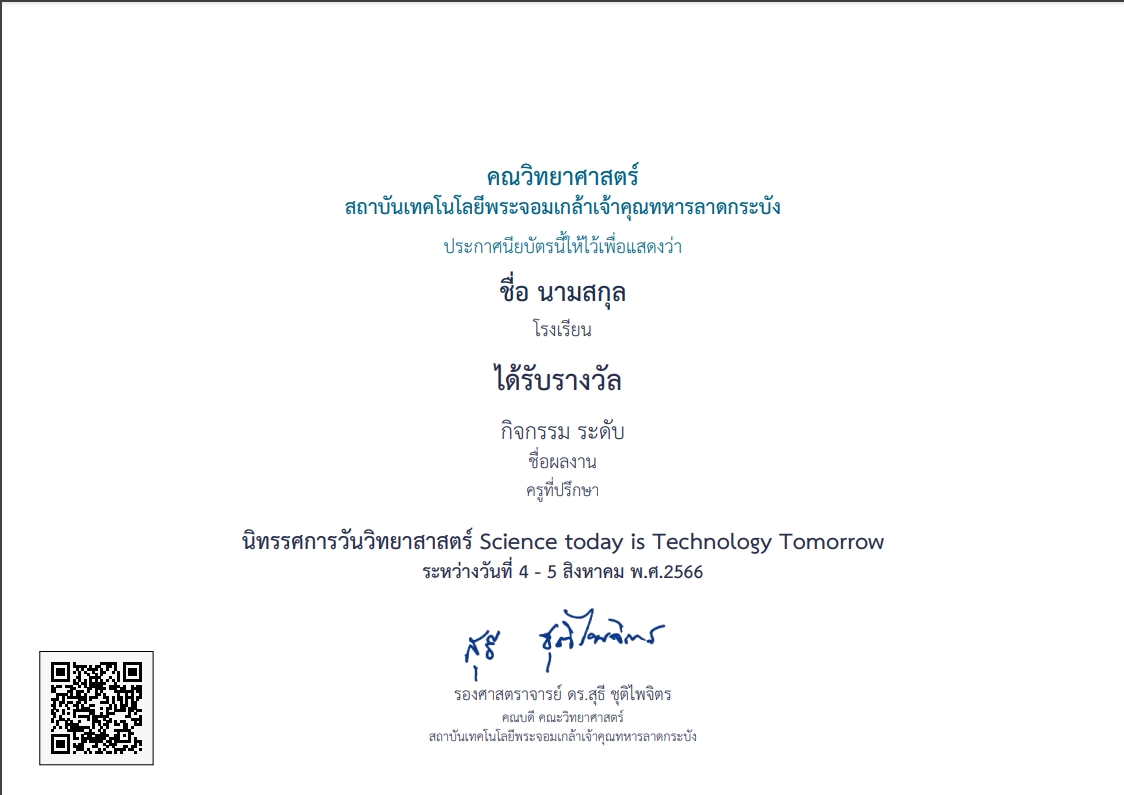 คณวิทยาศาสตร์
สถาบันเทคโนโลยีพระจอมเกล้าเจ้าคุณทหารลาดกระบัง
ประกาศนียบัตรนี้ให้ไว้เพื่อแสดงว่า
ชื่อ นามสกุล
โรงเรียน
ได้รับรางวัล
กิจกรรม ระดับ
ชื่อผลงาน
ครูที่ปรึกษา
นิทรรศการวันวิทยาสาสตร์ Science today is Technology Tomorrow
ระหว่างวันที่ 4 - 5 สิงหาคม พ.ศ.2566
สุธี ชุติไพจิตร
รองศาสตราจารย์ ดร.สุธี ชุติไพจิตร
คณบดี คณะวิทยาศาสตร์
สถาบันเทคโนโลยีพระจอมเกล้าเจ้าคุณทหารลาดกระบัง